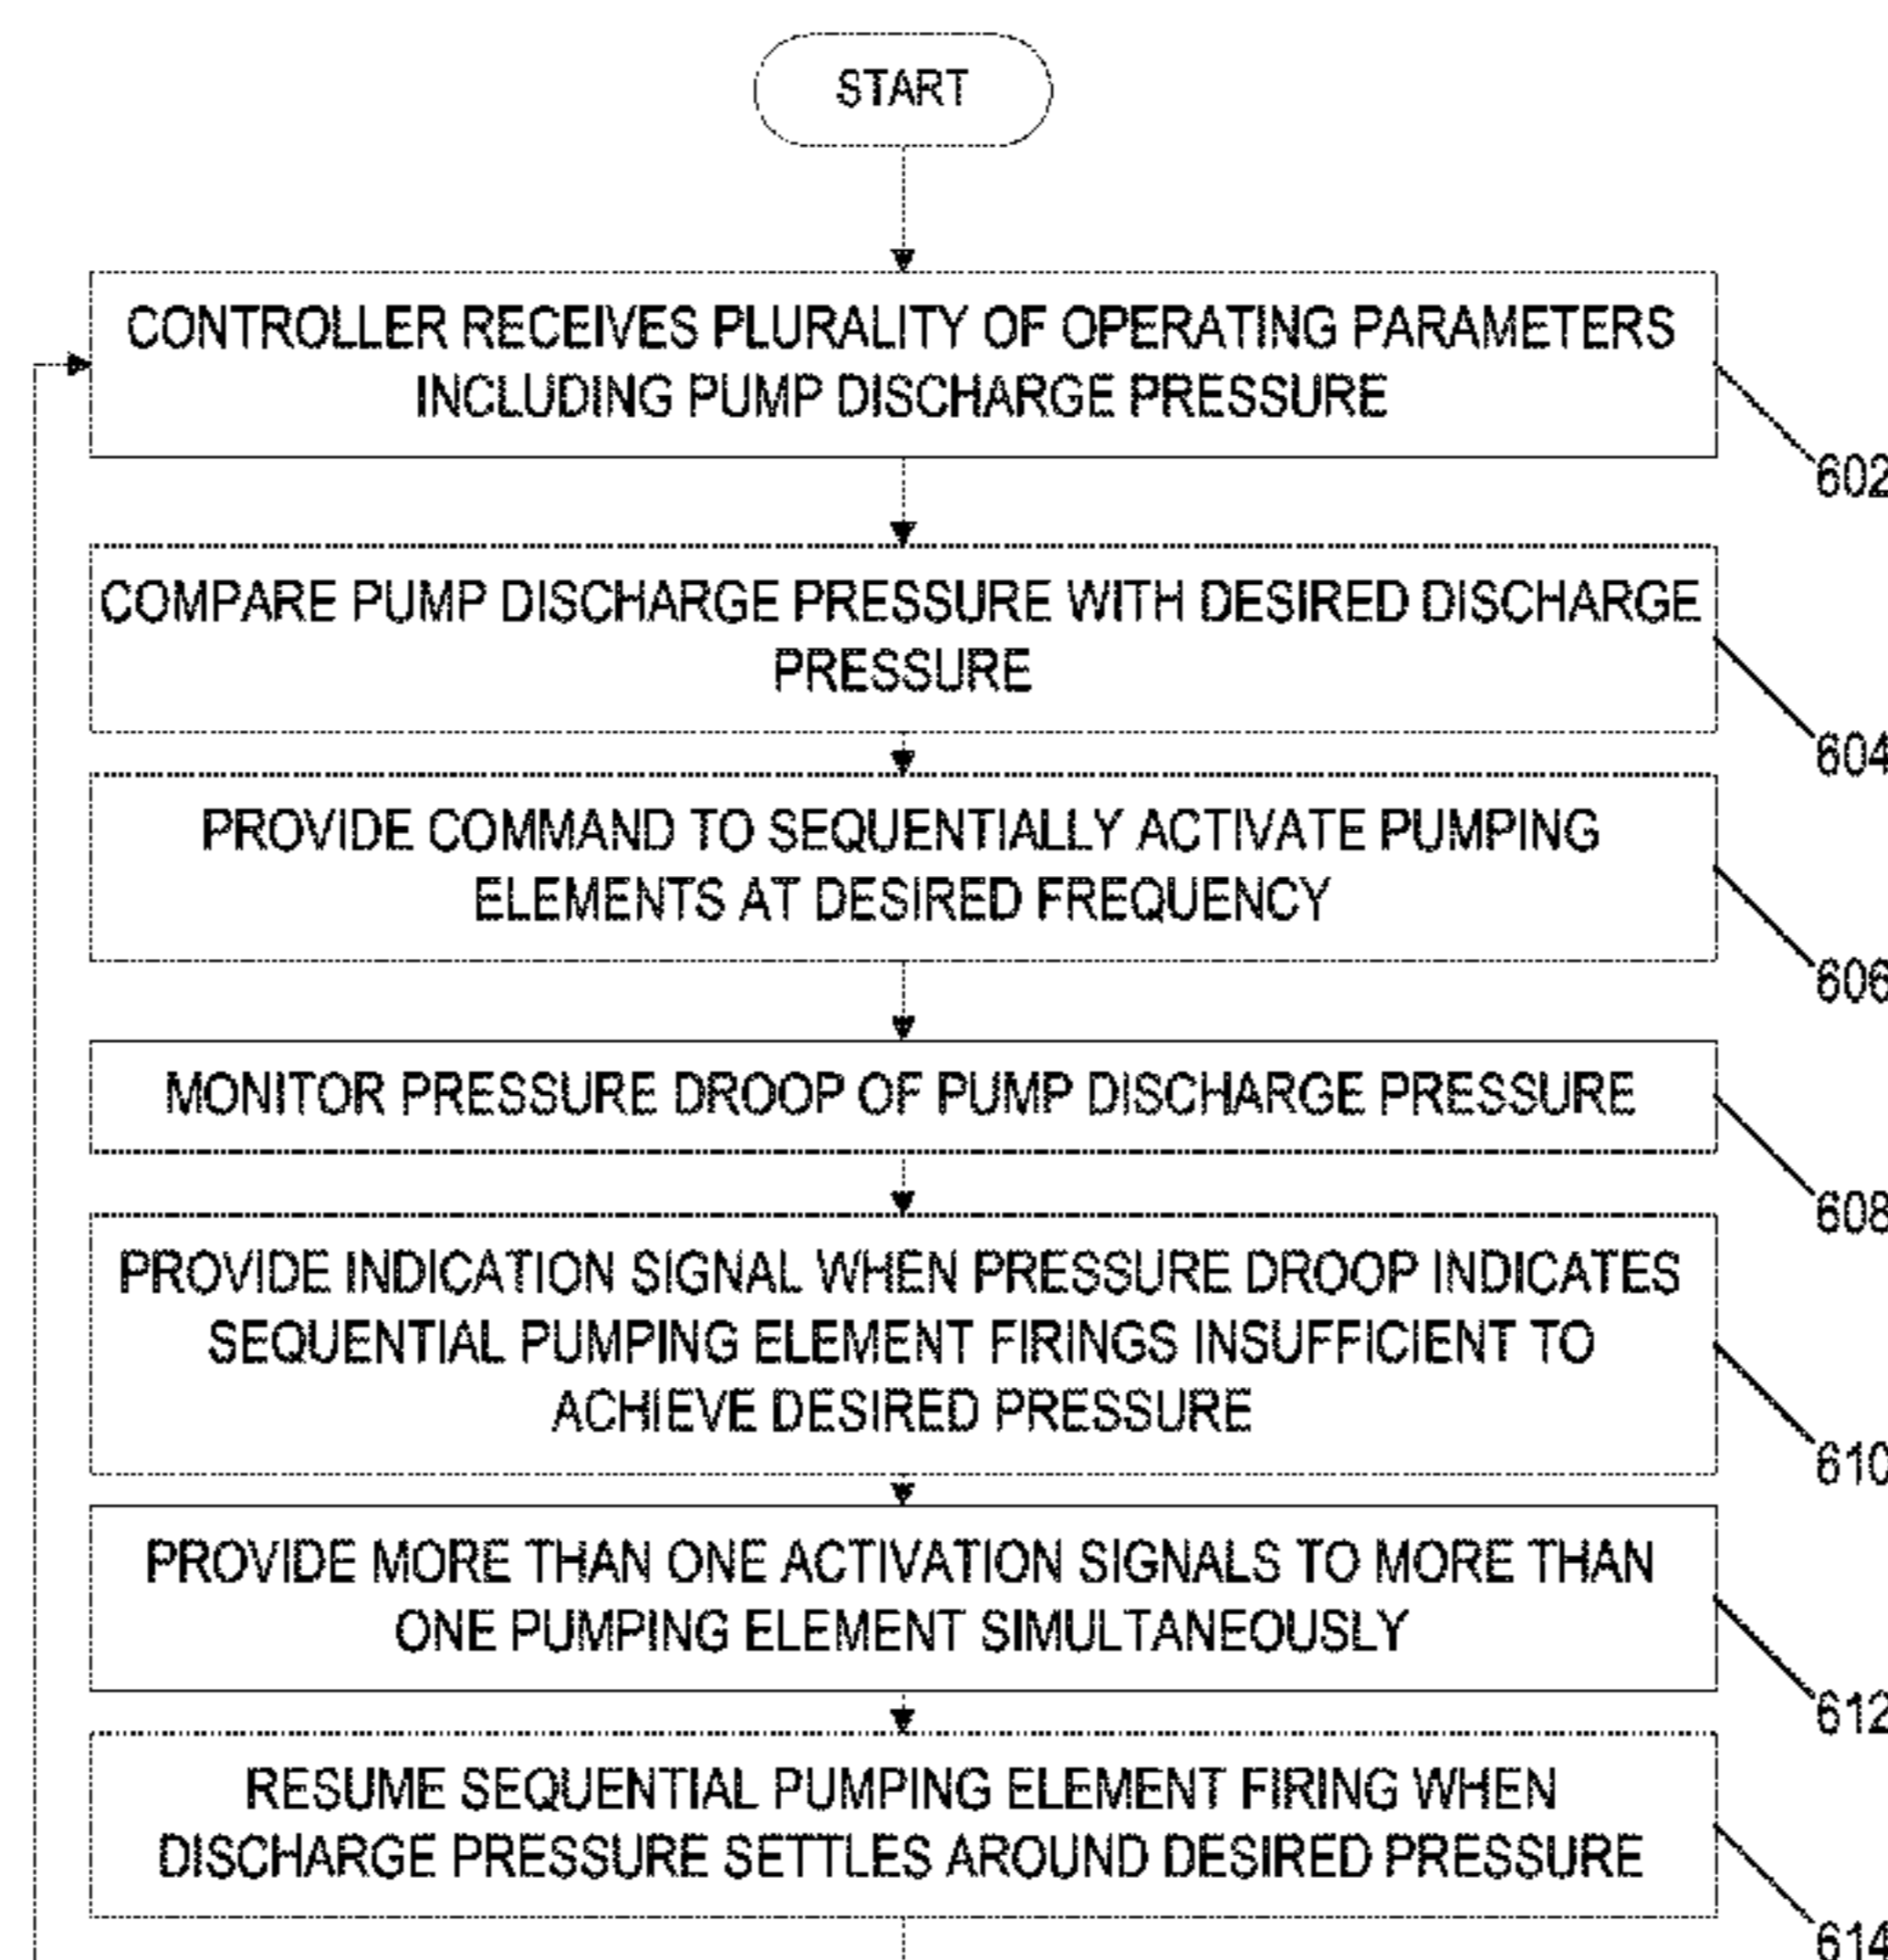 START
CONTROLLER RECEIVES PLURALITY OF OPERATING PARAMETERS
INCLUDING PUMP DISCHARGE PRESSURE
602
COMPARE PUMP DISCHARGE PRESSURE WITH DESIRED DISCHARGE
PRESSURE
604
PROVIDE COMMAND TO SEQUENTIALLY ACTIVATE PUMPING
ELEMENTS AT DESIRED FREQUENCY
606
MONITOR PRESSURE DROOP OF PUMP DISCHARGE PRESSURE
608
PROVIDE INDICATION SIGNAL WHEN PRESSURE DROOP INDICATES
SEQUENTIAL PUMPING ELEMENT FIRINGS INSUFFICIENT TO
ACHIEVE DESIRED PRESSURE
610
PROVIDE MORE THAN ONE ACTIVATION SIGNALS TO MORE THAN
ONE PUMPING ELEMENT SIMULTANEOUSLY
612
RESUME SEQUENTIAL PUMPING ELEMENT FIRING WHEN
DISCHARGE PRESSURE SETTLES AROUND DESIRED PRESSURE
614